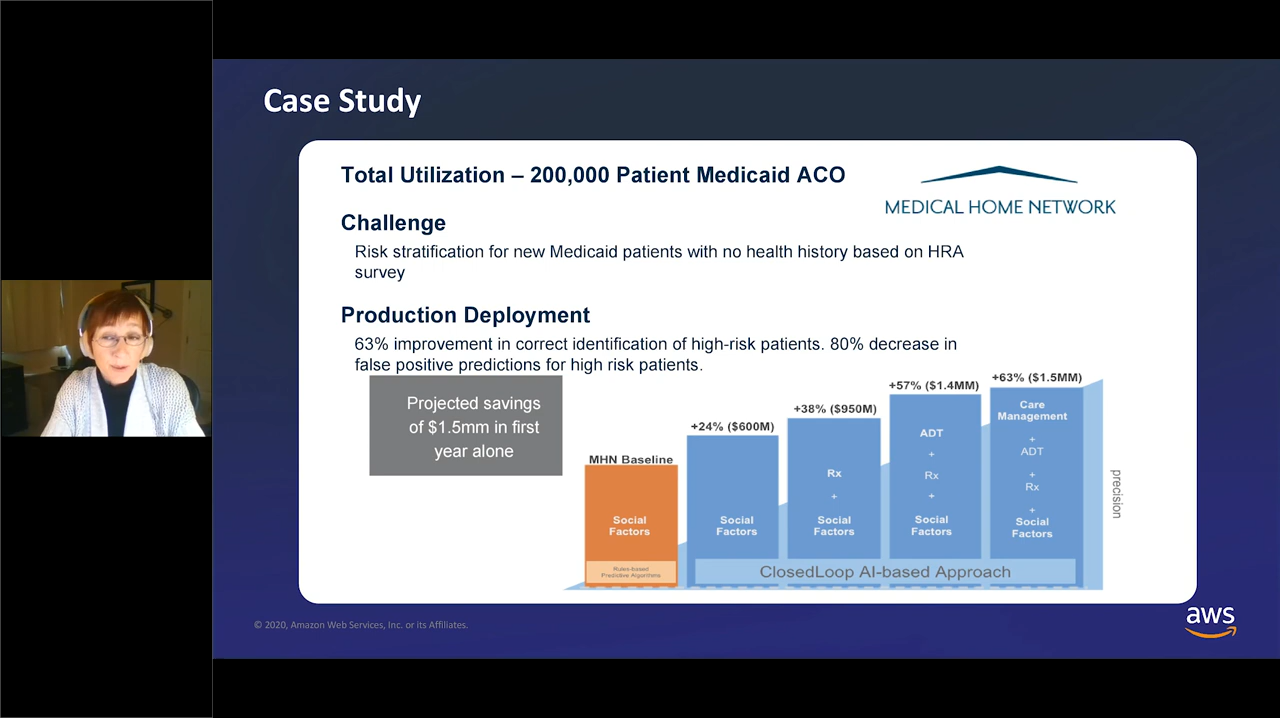 Case Study
Total Utilization – 200,000 Patient Medicaid ACO
MEDICAL HOME NETWORK
Challenge
Risk stratification for new Medicaid patients with no health history based on HRA
survey
Production Deployment
63% improvement in correct identification of high-risk patients. 80% decrease in
false positive predictions for high risk patients.
Projected savings
of $1.5mm in first
year alone
MHN Baseline
Social
Factors
Rules-based
Predictive Algorithms
+24% ($600M)
Social
Factors
+38% ($950M)
Rx
+
Social
Factors
+57% ($1.4MM)
ADT
+
Rx
+
Social
Factors
+63% ($1.5MM)
Care
Management
+
ADT
+
Rx
+
Social
Factors
ClosedLoop AI-based Approach
precision
© 2020, Amazon Web Services, Inc. or its Affiliates.
aws